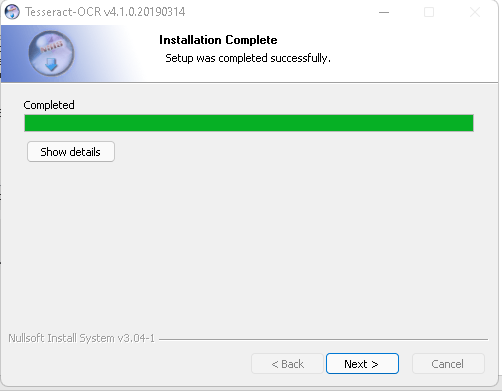 Tesseract-OCR v4.1.0.20190314
Installation Complete
Setup was completed successfully.
Completed
Show details
Nullsoft Install System v3.04-1
< Back
Next >
Cancel